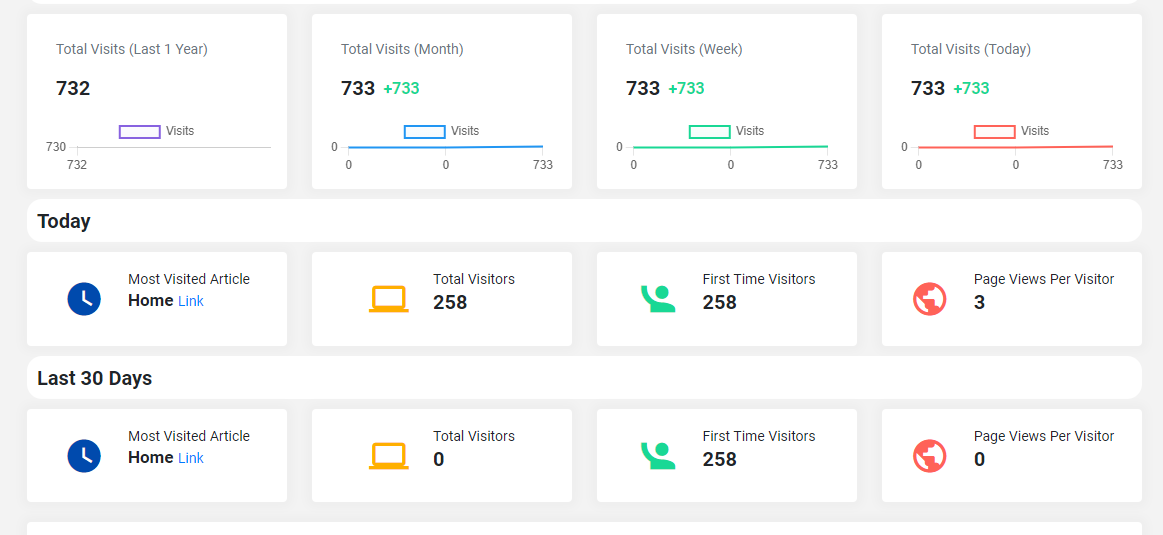 Total Visits (Last 1 Year)
732
Visits
730
732
Total Visits (Month)
733 +733
Visits
0
0 0 733
Total Visits (Week)
733 +733
Visits
0
0 0 733
Total Visits (Today)
733 +733
Visits
0
0 0 733
Today
Most Visited Article
Home Link
Total Visitors
258
First Time Visitors
258
Page Views Per Visitor
3
Last 30 Days
Most Visited Article
Home Link
Total Visitors
0
First Time Visitors
258
Page Views Per Visitor
0